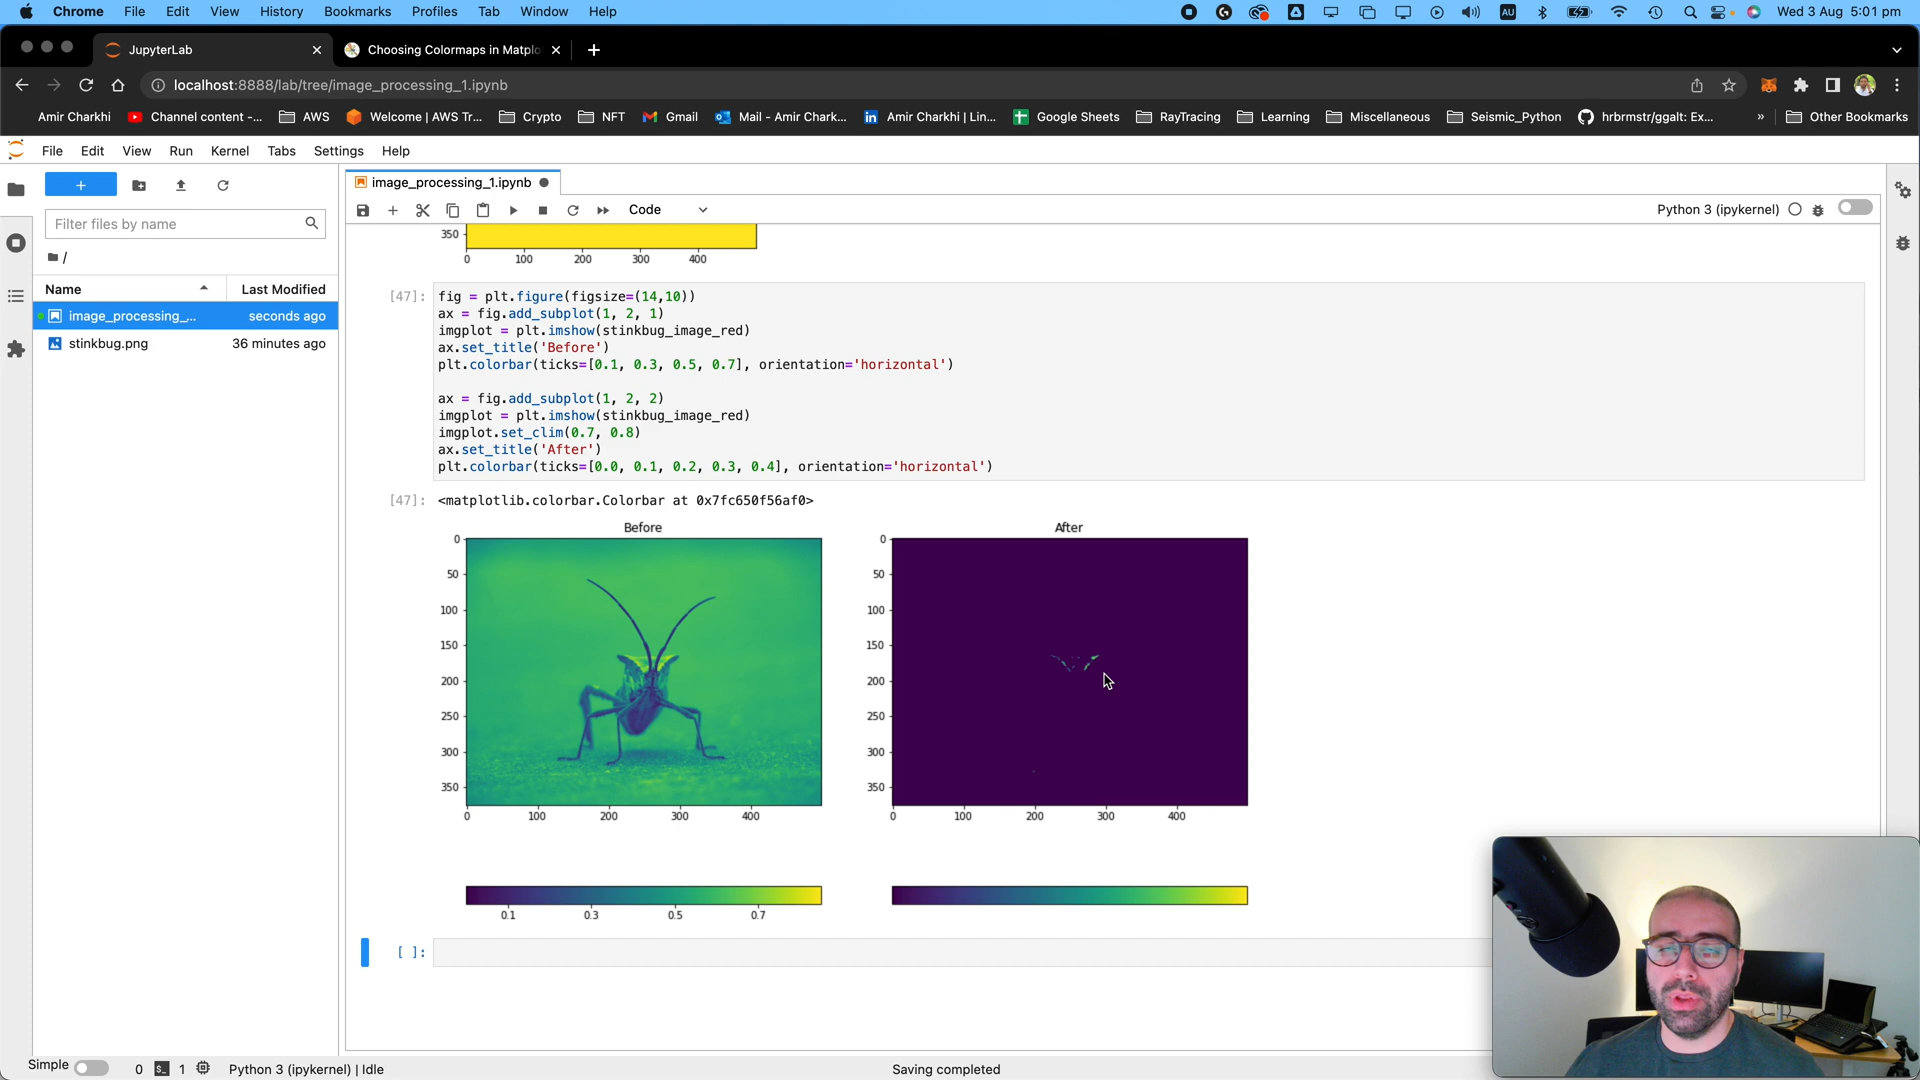 Chrome File Edit View History Bookmarks Profiles Tab Window Help AU Wed 3 Aug 5:01 pm
JupyterLab Choosing Colormaps in Matplo
localhost:8888/lab/tree/image_processing_1.ipynb
Amir Charkhi Channel content -... AWS Welcome | AWS Tr... Crypto NFT Gmail Mail - Amir Chark... Amir Charkhi | Lin... Google Sheets RayTracing Learning Miscellaneous Seismic_Python hrbrmstr/ggalt: Ex... » Other Bookmarks
File Edit View Run Kernel Tabs Settings Help
+ image_processing_1.ipynb
Code Python 3 (ipykernel)
Filter files by name
/
Name Last Modified
image_processing_... seconds ago
stinkbug.png 36 minutes ago
350
0 100 200 300 400
[47]: fig = plt.figure(figsize=(14,10))
ax = fig.add_subplot(1, 2, 1)
imgplot = plt.imshow(stinkbug_image_red)
ax.set_title('Before')
plt.colorbar(ticks=[0.1, 0.3, 0.5, 0.7], orientation='horizontal')
ax = fig.add_subplot(1, 2, 2)
imgplot = plt.imshow(stinkbug_image_red)
imgplot.set_clim(0.7, 0.8)
ax.set_title('After')
plt.colorbar(ticks=[0.0, 0.1, 0.2, 0.3, 0.4], orientation='horizontal')
[47]: <matplotlib.colorbar.Colorbar at 0x7fc650f56af0>
Before After
0 0
50 50
100 100
150 150
200 200
250 250
300 300
350 350
0 100 200 300 400 0 100 200 300 400
0.1 0.3 0.5 0.7
[ ]:
Simple 0 1 Python 3 (ipykernel) | Idle Saving completed